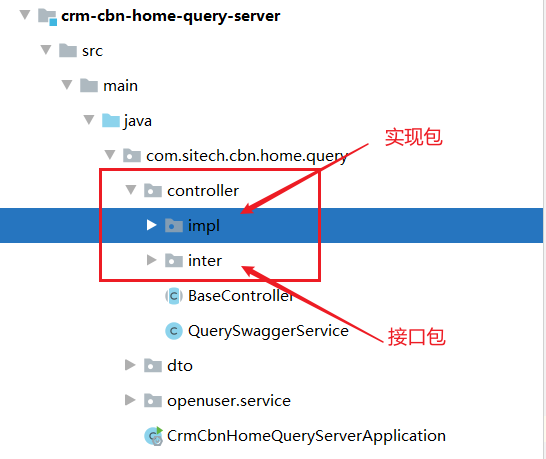 crm-cbn-home-query-server
src
main
java
实现包
com.sitech.cbn.home.query
controller
impl
inter
BaseController
QuerySwaggerService
接口包
dto
openuser.service
CrmCbnHomeQueryServerApplication